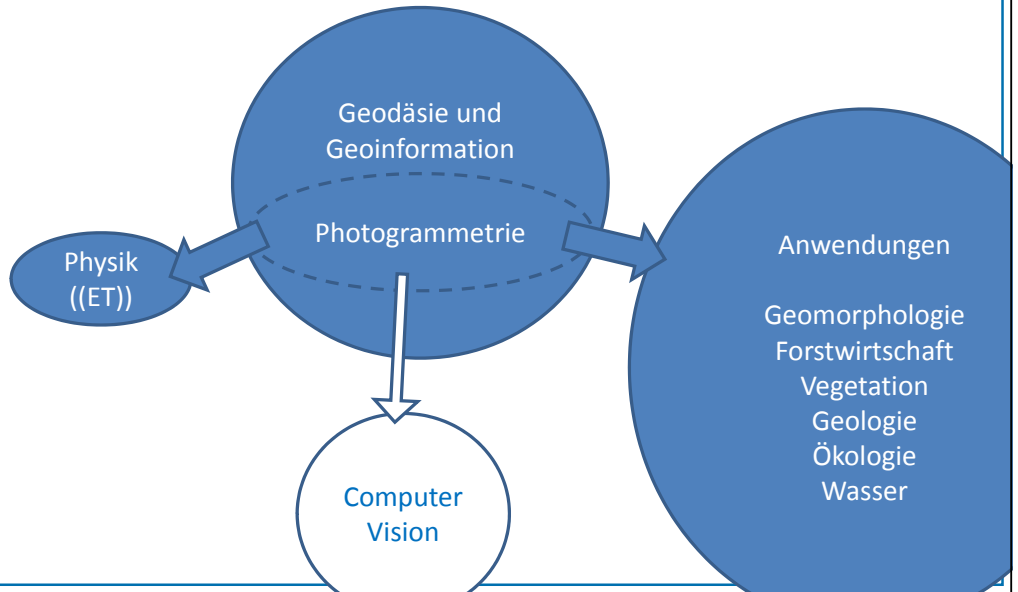 Geodäsie und
Geoinformation
Photogrammetrie
Physik
((ET))
Anwendungen
Geomorphologie
Forstwirtschaft
Vegetation
Geologie
Ökologie
Wasser
Computer
Vision